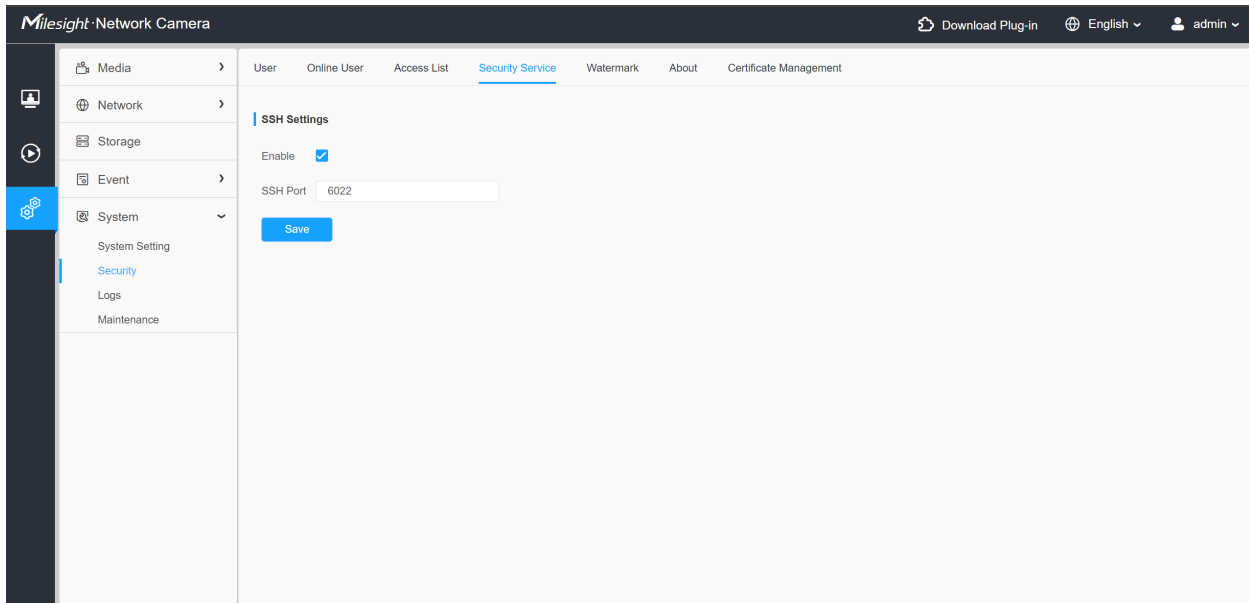 Milesight·Network Camera
Download Plug-in
English
admin
Media
Network
Storage
Event
System
System Setting
Security
Logs
Maintenance
User Online User Access List Security Service Watermark About Certificate Management
SSH Settings
Enable
SSH Port 6022
Save